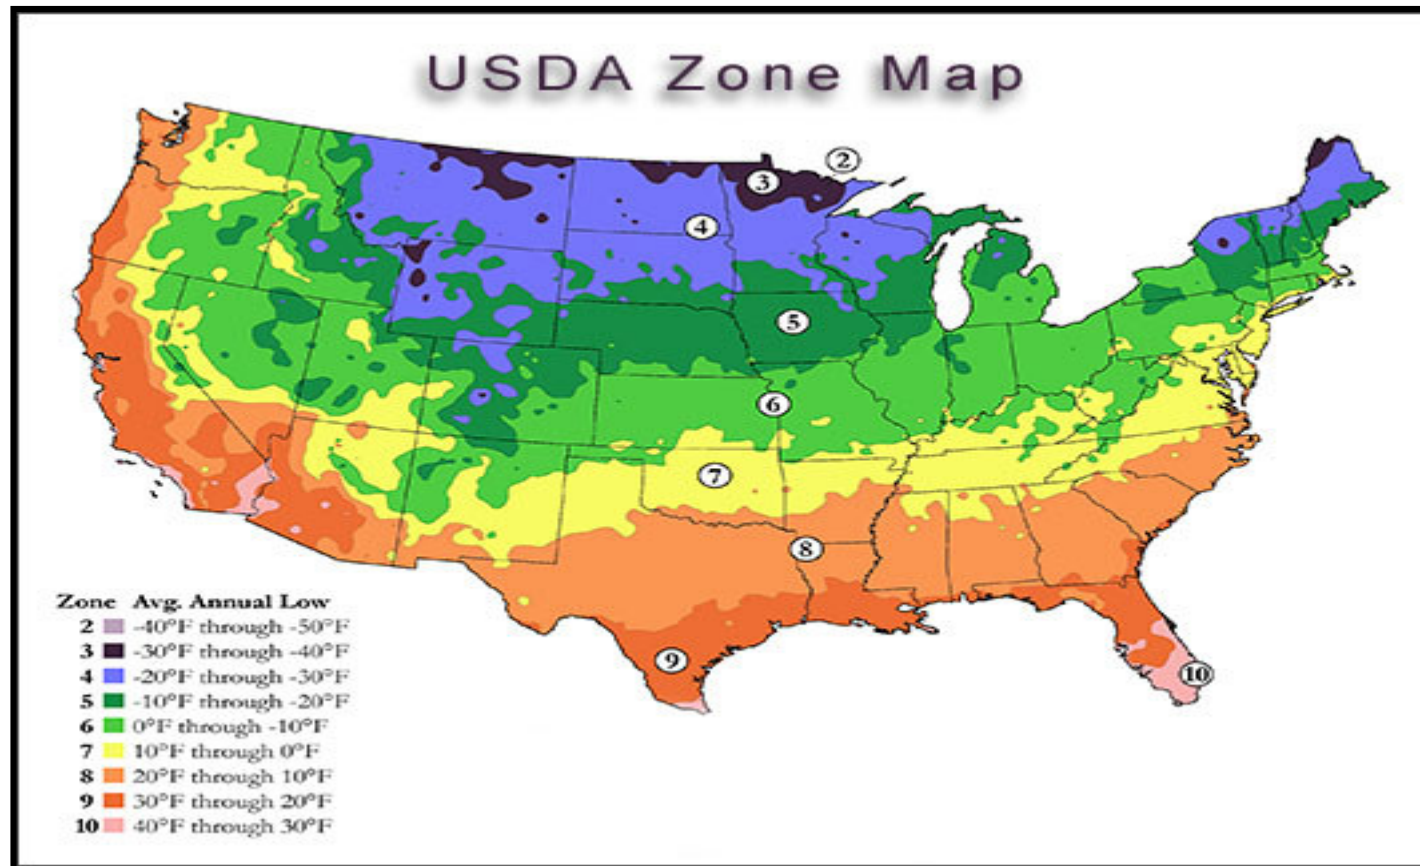 USDA Zone Map
2
3
4
5
6
7
8
9
10
Zone Avg. Annual Low
2 -40°F through -50°F
3 -30°F through -40°F
4 -20°F through -30°F
5 -10°F through -20°F
6 0°F through -10°F
7 10°F through 0°F
8 20°F through 10°F
9 30°F through 20°F
10 40°F through 30°F